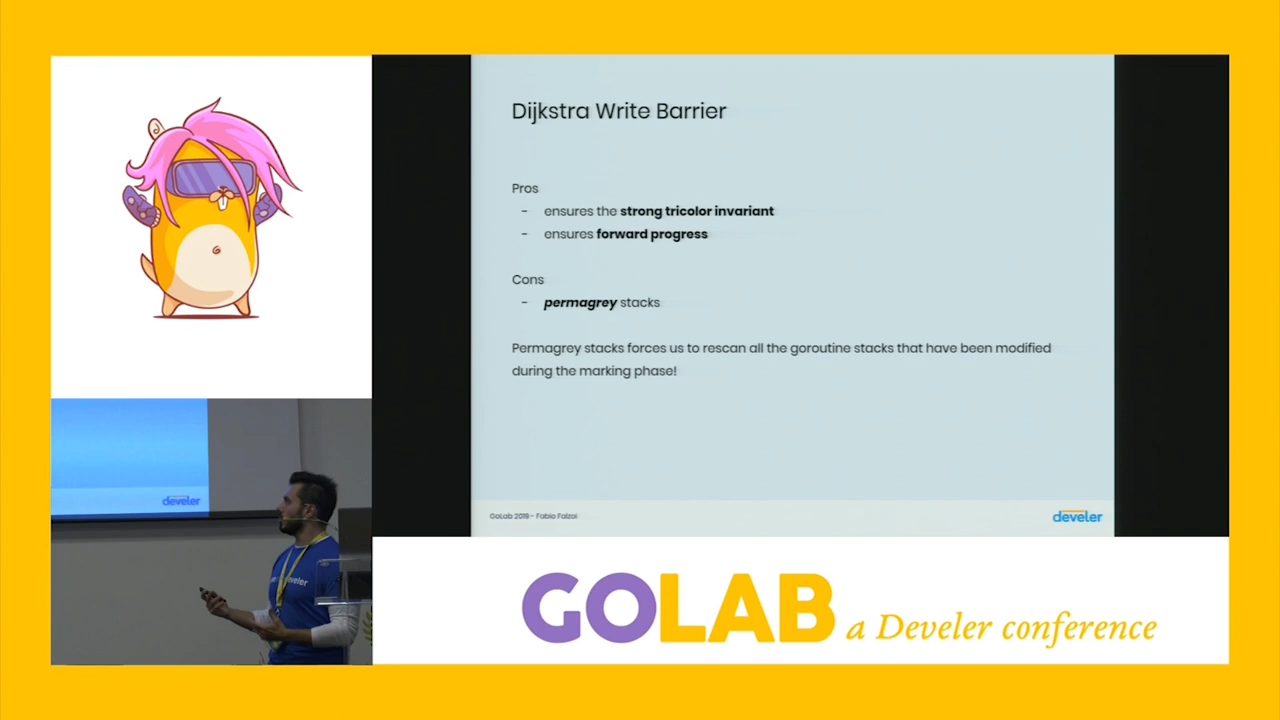 Dijkstra Write Barrier
Pros
- ensures the strong tricolor invariant
- ensures forward progress
Cons
- permagrey stacks
Permagrey stacks forces us to rescan all the goroutine stacks that have been modified
during the marking phase!
GoLab 2019 - Fabio Falzoi
develer
develer
develer
GOLAB a Develer conference